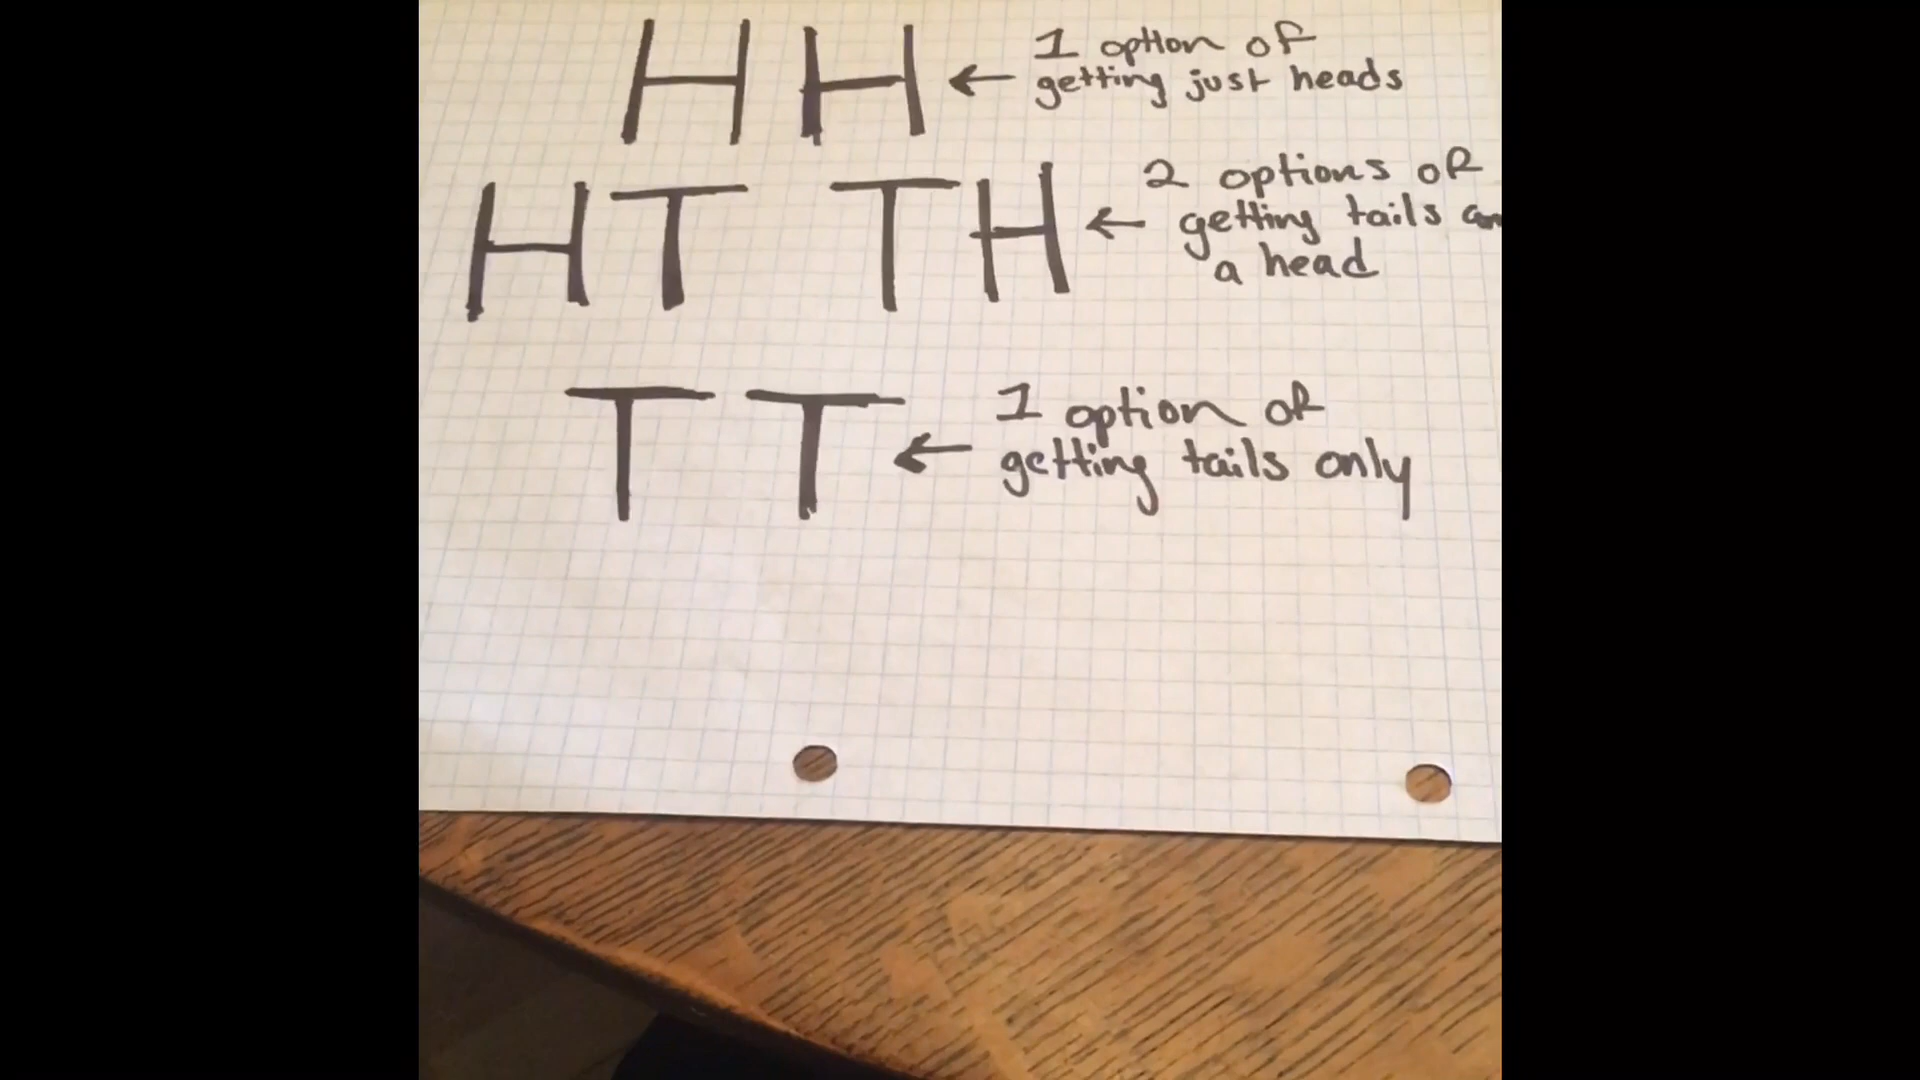 H H ← 1 option of
getting just heads
HT TH ← 2 options of
getting tails
a head
T T ← 1 option of
getting tails only